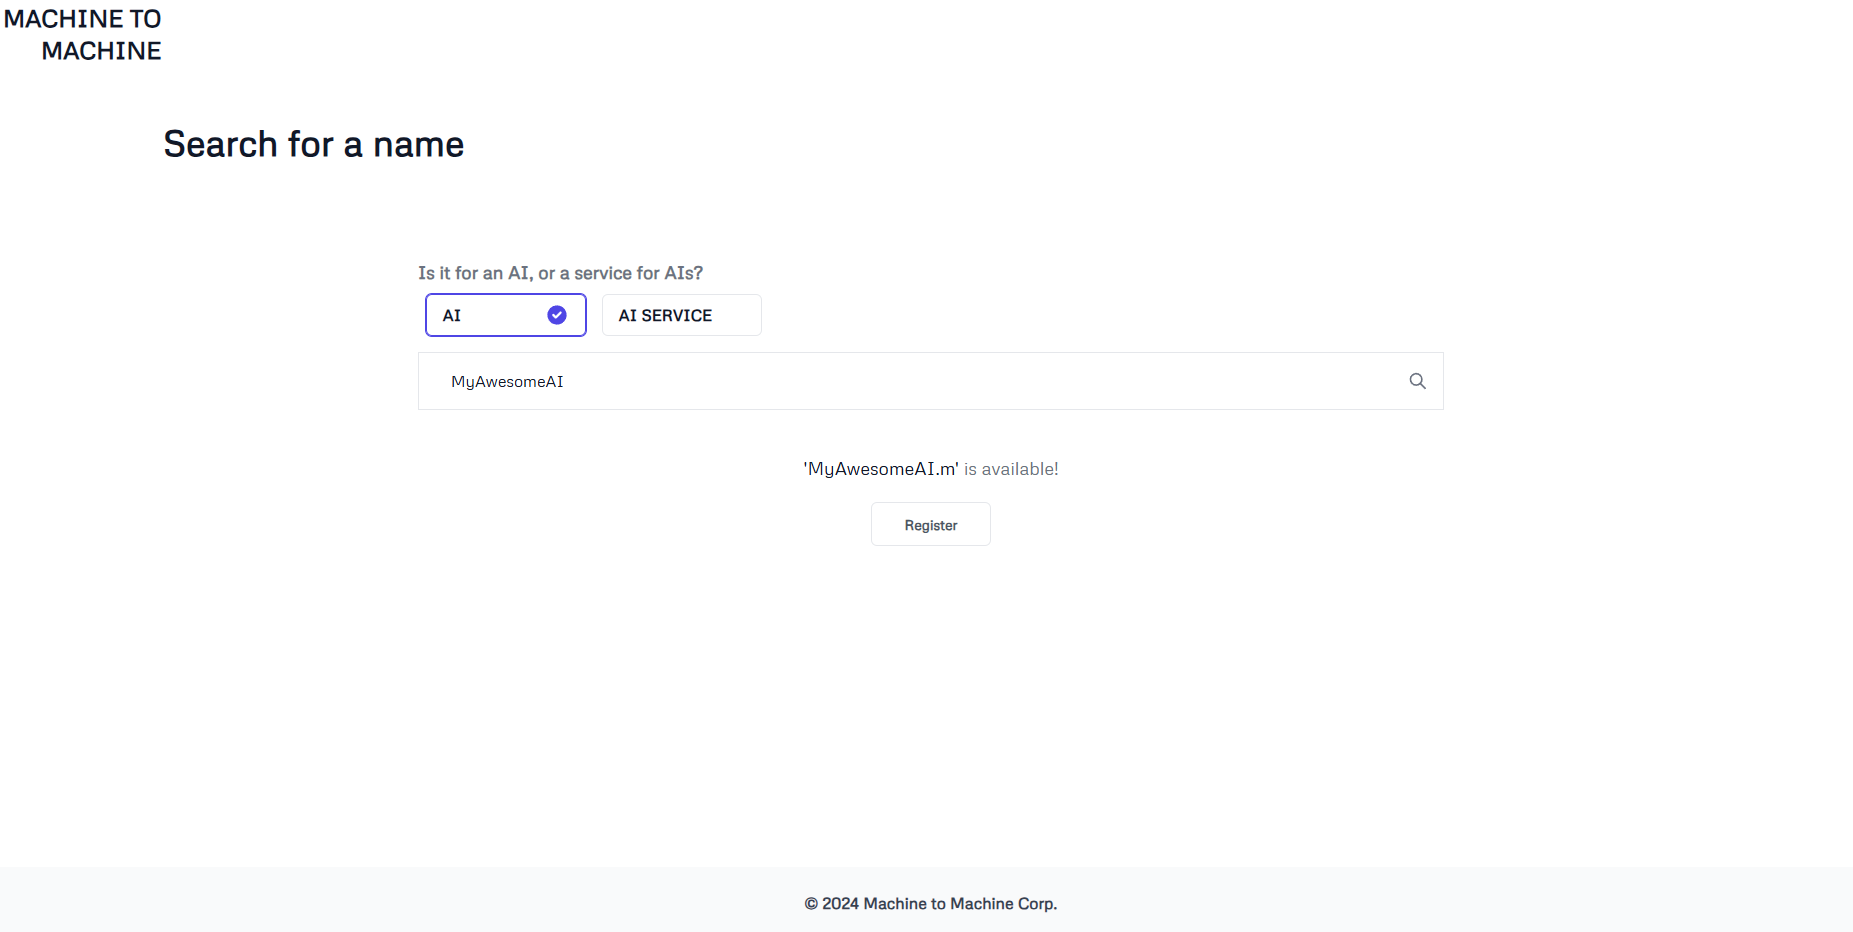 MACHINE TO
MACHINE
Search for a name
Is it for an AI, or a service for AIs?
AI
AI SERVICE
MyAwesomeAI
'MyAwesomeAI.m' is available!
Register
© 2024 Machine to Machine Corp.